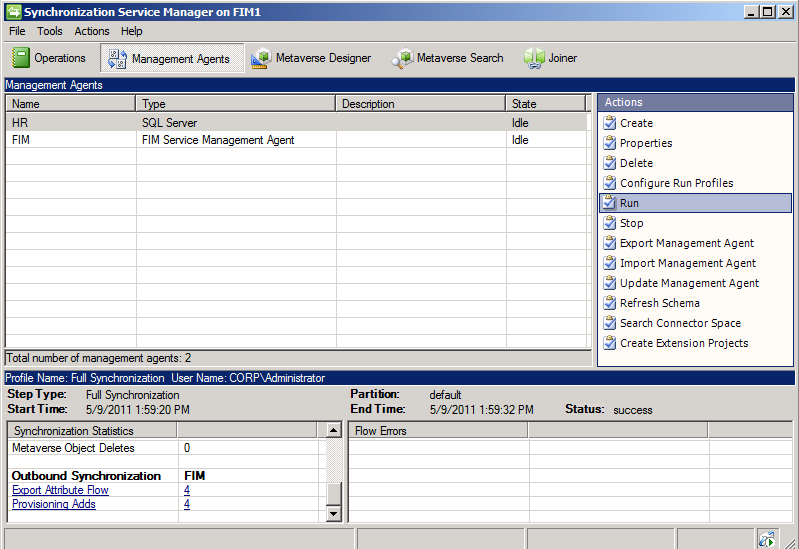 Synchronization Service Manager on FIM1
File Tools Actions Help
Operations Management Agents Metaverse Designer Metaverse Search Joiner
Management Agents
Name Type Description State
HR SQL Server Idle
FIM FIM Service Management Agent Idle
Total number of management agents: 2
Actions
Create
Properties
Delete
Configure Run Profiles
Run
Stop
Export Management Agent
Import Management Agent
Update Management Agent
Refresh Schema
Search Connector Space
Create Extension Projects
Profile Name: Full Synchronization User Name: CORP\Administrator
Step Type: Full Synchronization Partition: default
Start Time: 5/9/2011 1:59:20 PM End Time: 5/9/2011 1:59:32 PM Status: success
Synchronization Statistics
Metaverse Object Deletes 0
Outbound Synchronization FIM
Export Attribute Flow 4
Provisioning Adds 4
Flow Errors